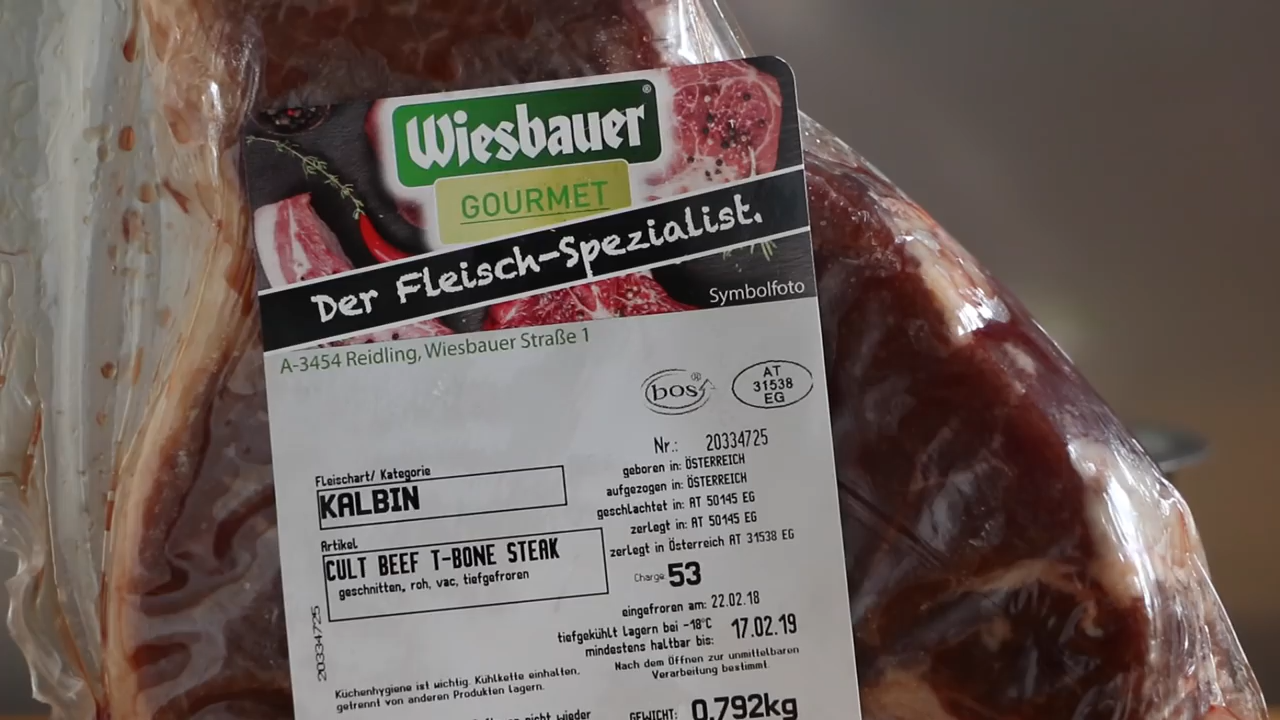 Wiesbauer®
GOURMET
Der Fleisch-Spezialist.
Symbolfoto
A-3454 Reidling, Wiesbauer Straße 1
bos®
AT
31538
EG
Nr.: 20334725
geboren in: ÖSTERREICH
aufgezogen in: ÖSTERREICH
geschlachtet in: AT 50145 EG
zerlegt in: AT 50145 EG
zerlegt in Österreich AT 31538 EG
Fleischart/ Kategorie
KALBIN
Artikel
CULT BEEF T-BONE STEAK
geschnitten, roh, vac, tiefgefroren
Charge 53
eingefroren am: 22.02.18
tiefgekühlt Lagern bei -18°C
mindestens haltbar bis: 17.02.19
Nach dem Öffnen zur unmittelbaren
Verarbeitung bestimmt.
20334725
Küchenhygiene ist wichtig. Kühlkette einhalten,
getrennt von anderen Produkten lagern.
nicht wieder
GEWICHT: 0,792kg